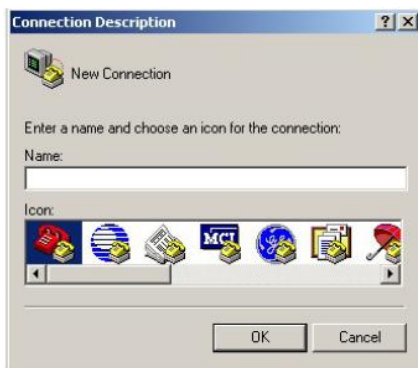 Connection Description
New Connection
Enter a name and choose an icon for the connection:
Name:
Icon:
MCI
OK Cancel